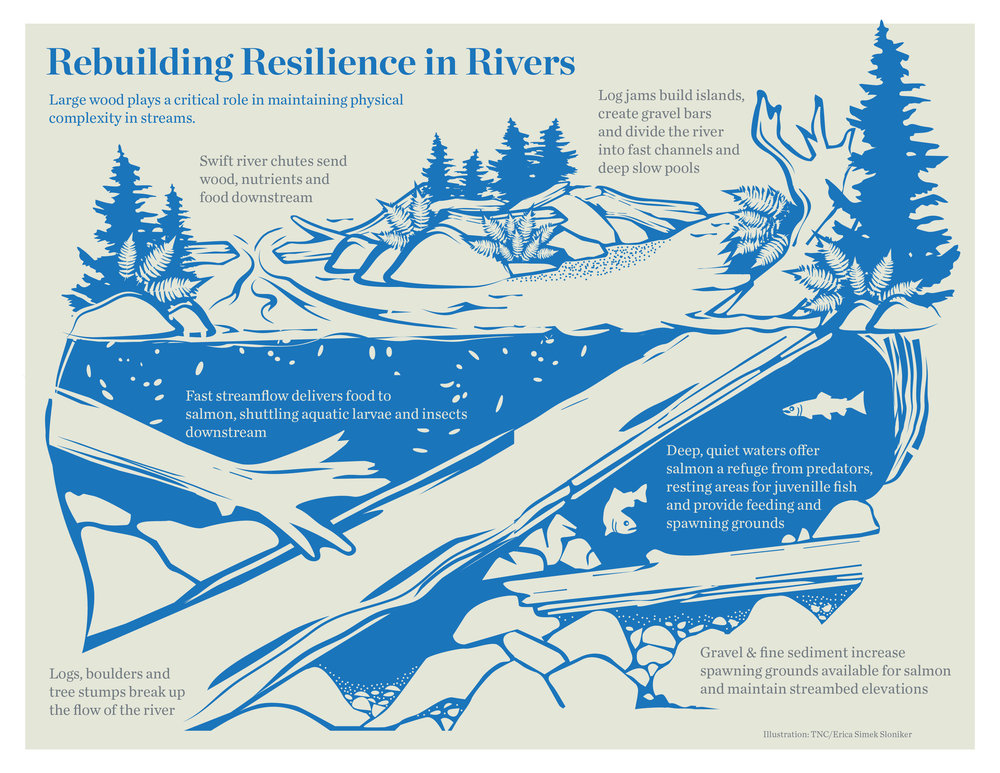 Rebuilding Resilience in Rivers
Large wood plays a critical role in maintaining physical
complexity in streams.
Swift river chutes send
wood, nutrients and
food downstream
Log jams build islands,
create gravel bars
and divide the river
into fast channels and
deep slow pools
Fast streamflow delivers food to
salmon, shuttling aquatic larvae and insects
downstream
Deep, quiet waters offer
salmon a refuge from predators,
resting areas for juvenille fish
and provide feeding and
spawning grounds
Logs, boulders and
tree stumps break up
the flow of the river
Gravel & fine sediment increase
spawning grounds available for salmon
and maintain streambed elevations
Illustration: TNC/Erica Simek Sloniker